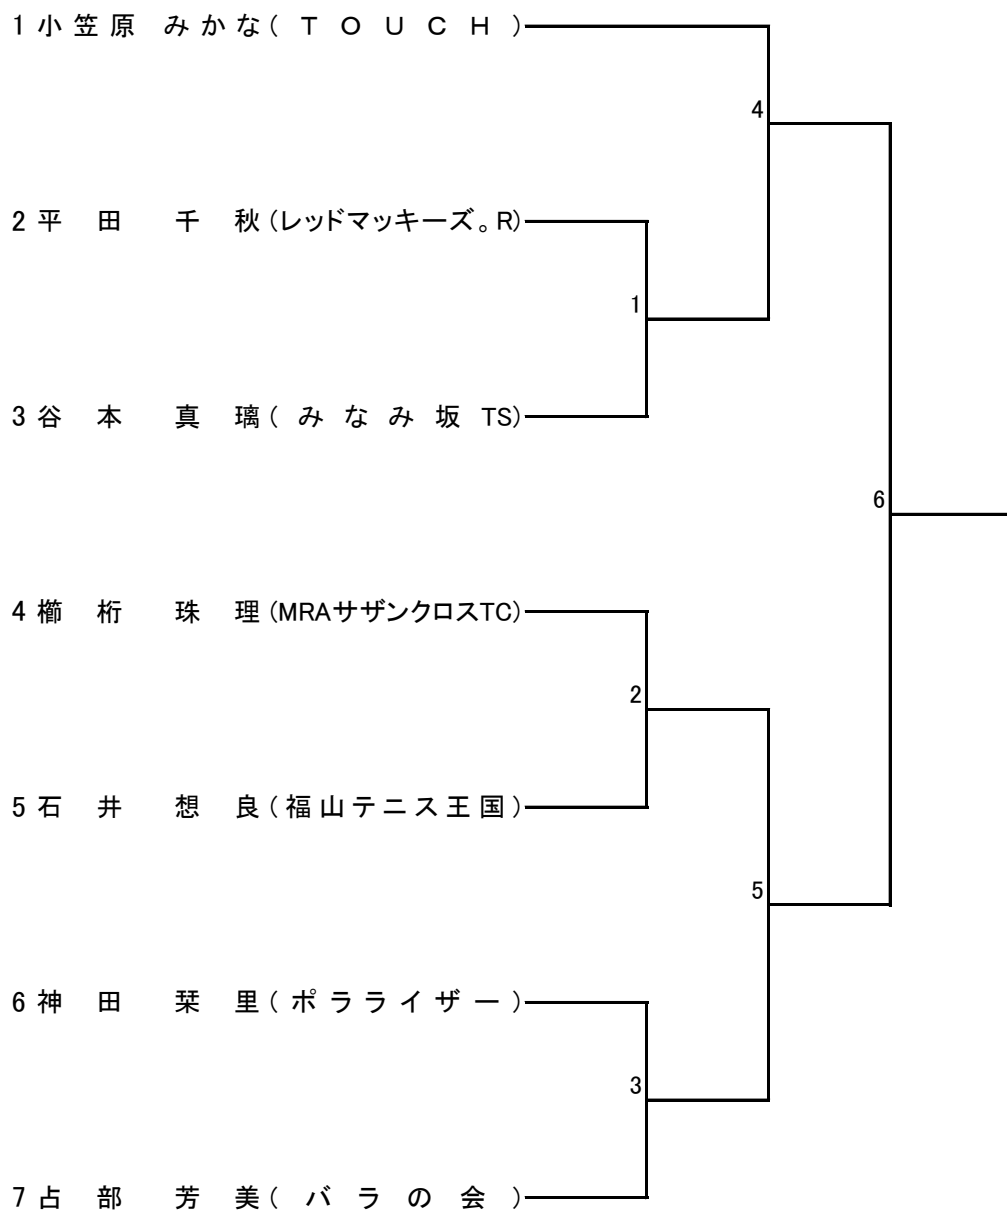 1 小笠原 みかな(TOUCH)
4
2 平田 千秋(レッドマッキーズ。R)
1
3 谷本 真璃(みなみ坂TS)
6
4 櫛桁 珠理(MRAサザンクロスTC)
2
5 石井 想良(福山テニス王国)
5
6 神田 栞里(ポラライザー)
3
7 占部 芳美(バラの会)